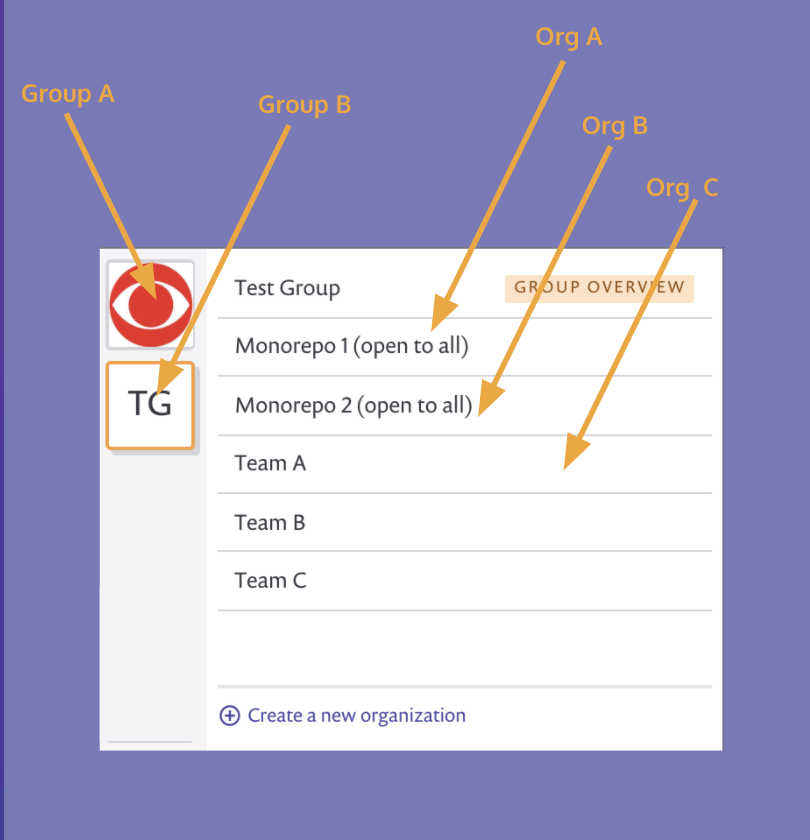 Org A
Group A
Group B
Org B
Org C
Test Group
GROUP OVERVIEW
Monorepo 1 (open to all)
TG
Monorepo 2 (open to all)
Team A
Team B
Team C
Create a new organization